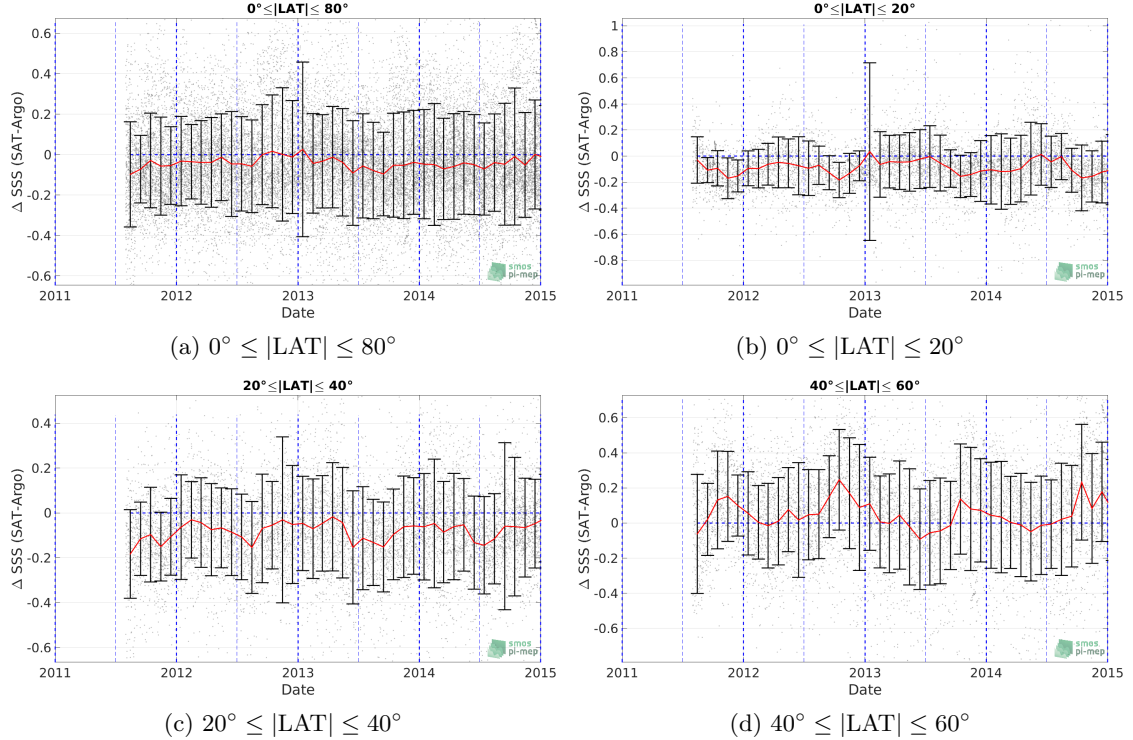 0°≤|LAT|≤ 80°
Δ SSS (SAT-Argo)
0.6
0.4
0.2
0
-0.2
-0.4
-0.6
2011 2012 2013 2014 2015
Date
smos
pi-mep
(a) 0° ≤ |LAT| ≤ 80°
0°≤|LAT|≤ 20°
Δ SSS (SAT-Argo)
1
0.8
0.6
0.4
0.2
0
-0.2
-0.4
-0.6
-0.8
2011 2012 2013 2014 2015
Date
smos
pi-mep
(b) 0° ≤ |LAT| ≤ 20°
20°≤|LAT|≤ 40°
Δ SSS (SAT-Argo)
0.4
0.2
0
-0.2
-0.4
-0.6
2011 2012 2013 2014 2015
Date
smos
pi-mep
(c) 20° ≤ |LAT| ≤ 40°
40°≤|LAT|≤ 60°
Δ SSS (SAT-Argo)
0.6
0.4
0.2
0
-0.2
-0.4
-0.6
2011 2012 2013 2014 2015
Date
smos
pi-mep
(d) 40° ≤ |LAT| ≤ 60°